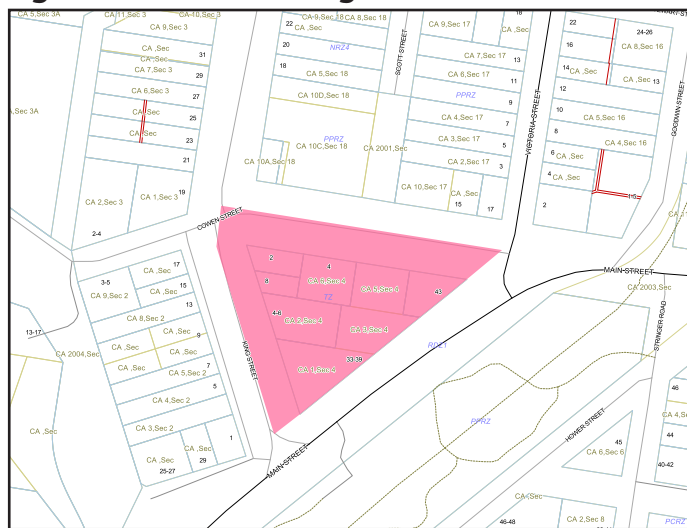 CA 5,Sec 3A
CA 11,Sec 3
CA 10,Sec 3
CA 9,Sec 3
CA ,Sec
31
CA ,Sec
CA 7,Sec 3
29
CA 6,Sec 3
27
CA ,Sec
25
CA ,Sec
23
21
CA 1,Sec 3
19
CA 2,Sec 3
2-4
22
CA 9,Sec 18
CA 8,Sec 18
20
NRZ4
18
CA 5,Sec 18
CA 10D,Sec 18
PPRZ
CA 10C,Sec 18
CA 2001,Sec
CA 10A,Sec 18
SCOTT STREET
CA 9,Sec 17
CA ,Sec
CA 7,Sec 17
13
CA 6,Sec 17
11
PPRZ
9
CA 4,Sec 17
7
CA 3,Sec 17
5
CA 2,Sec 17
3
CA 10,Sec 17
CA ,Sec
15
17
VICTORIA STREET
22
24-26
16
CA 8,Sec 16
14
CA ,Sec
CA ,Sec
13
12
10
CA 5,Sec 16
8
CA 4,Sec 16
6
CA ,Sec
4
CA ,Sec
1-5
2
GOODWIN STREET
COWEN STREET
2
4
8
CA 6,Sec 4
CA 5,Sec 4
43
TZ
4-6
CA 2,Sec 4
CA 3,Sec 4
33-39
CA 1,Sec 4
KING STREET
MAIN STREET
CA 2003,Sec
STRINGER ROAD
RDZ1
3-5
CA ,Sec
17
CA 9,Sec 2
CA ,Sec
15
13
CA 8,Sec 2
CA ,Sec
9
13-17
CA 2004,Sec
CA ,Sec
CA ,Sec
7
CA 5,Sec 2
5
CA 4,Sec 2
CA 3,Sec 2
CA ,Sec
1
CA ,Sec
29
25-27
CA ,Sec
MAIN STREET
PPRZ
HOWER STREET
46
CA 4,Sec
44
45
CA 6,Sec 6
40-42
CA ,Sec
CA 2,Sec 8
46-48
PCRZ